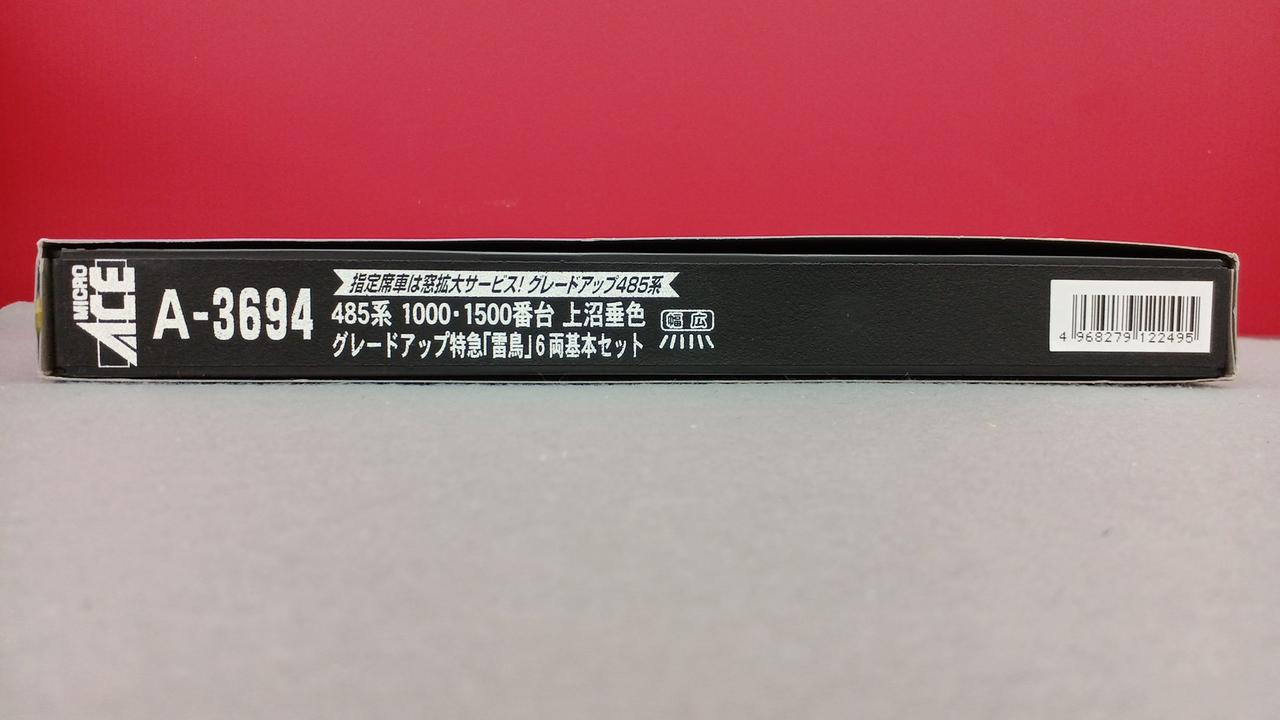 MICRO ACE
A-3694
指定席車は窓拡大サービス! グレードアップ485系
485系 1000・1500番台 上沼垂色
グレードアップ特急「雷鳥」6両基本セット
幅広
4 968279 122495